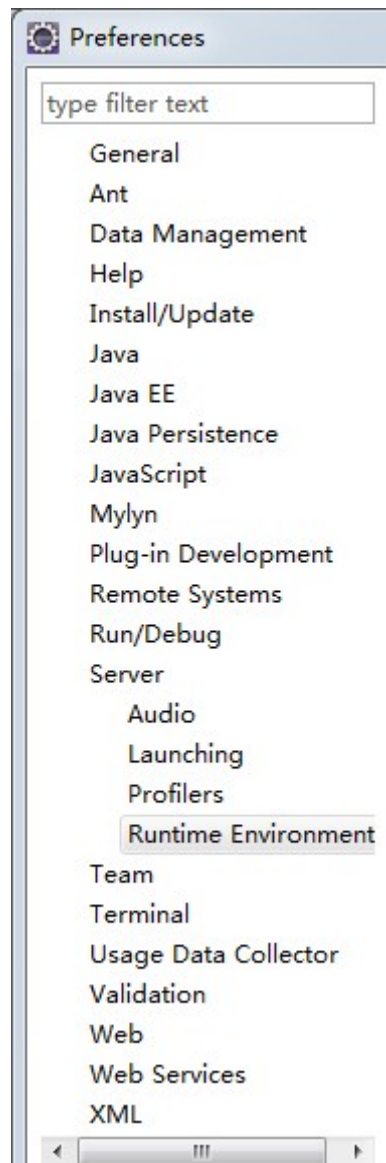 Preferences
type filter text
General
Ant
Data Management
Help
Install/Update
Java
Java EE
Java Persistence
JavaScript
Mylyn
Plug-in Development
Remote Systems
Run/Debug
Server
Audio
Launching
Profilers
Runtime Environment
Team
Terminal
Usage Data Collector
Validation
Web
Web Services
XML